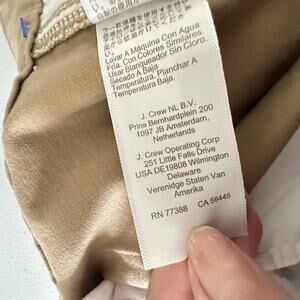 Lavar A Máquina Con Agua
Fría. Con Colores Similares.
Usar Blanqueador Sin Cloro.
Secado A Baja
Temperatura. Planchar A
Temperatura Baja.
J. Crew NL B.V.
Prins Bernhardplein 200
1097 JB Amsterdam,
Netherlands
J. Crew Operating Corp
251 Little Falls Drive
USA DE19808 Wilmington
Delaware
Verenidge Staten Van
Amerika
RN 77388 CA 56445